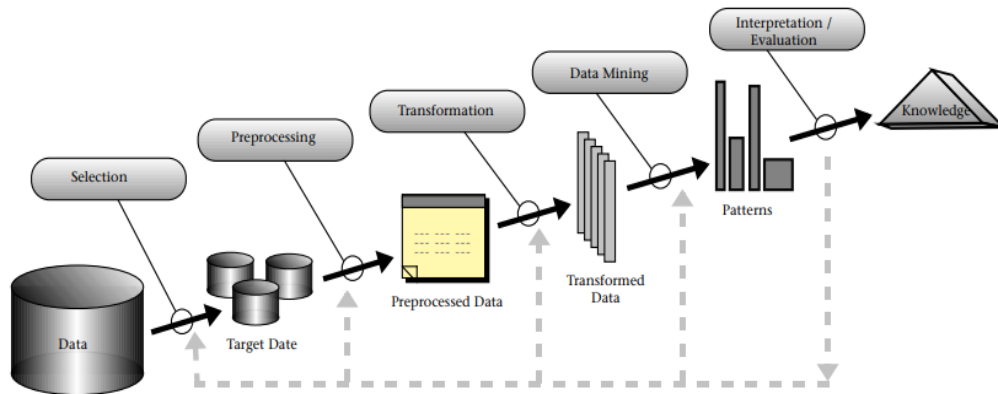 Interpretation /
Evaluation
Data Mining
Transformation
Preprocessing
Selection
Data
Target Date
Preprocessed Data
Transformed
Data
Patterns
Knowledge